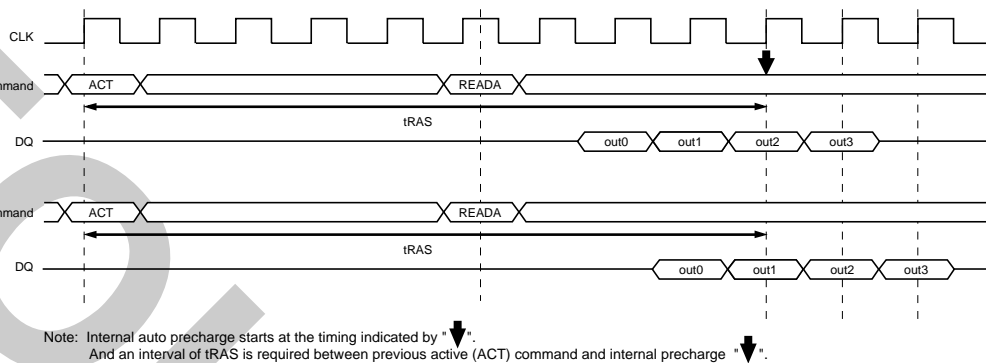 CLK
mmand ACT READA
tRAS
DQ out0 out1 out2 out3
mmand ACT READA
tRAS
DQ out0 out1 out2 out3
Note: Internal auto precharge starts at the timing indicated by " ".
And an interval of tRAS is required between previous active (ACT) command and internal precharge " ".